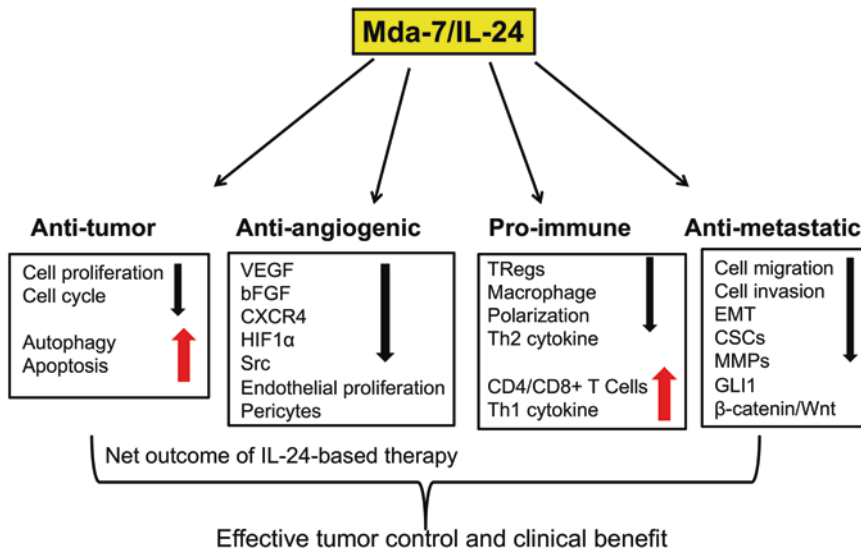 Mda-7/IL-24
Anti-tumor
Cell proliferation
Cell cycle
Autophagy
Apoptosis
Anti-angiogenic
VEGF
bFGF
CXCR4
HIF1α
Src
Endothelial proliferation
Pericytes
Pro-immune
TRegs
Macrophage
Polarization
Th2 cytokine
CD4/CD8+ T Cells
Th1 cytokine
Anti-metastatic
Cell migration
Cell invasion
EMT
CSCs
MMPs
GLI1
β-catenin/Wnt
Net outcome of IL-24-based therapy
Effective tumor control and clinical benefit